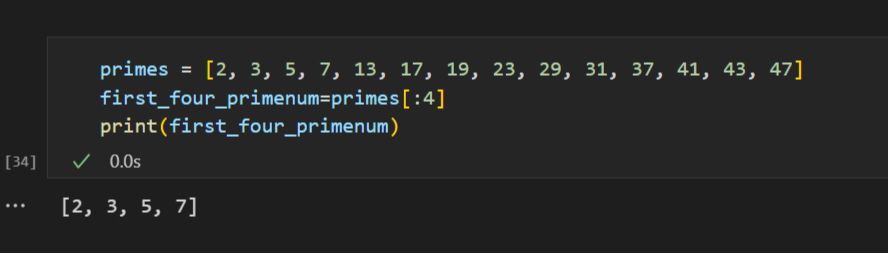 primes = [2, 3, 5, 7, 13, 17, 19, 23, 29, 31, 37, 41, 43, 47]
first_four_primenum=primes[:4]
print(first_four_primenum)
[34] ✓ 0.0s
... [2, 3, 5, 7]